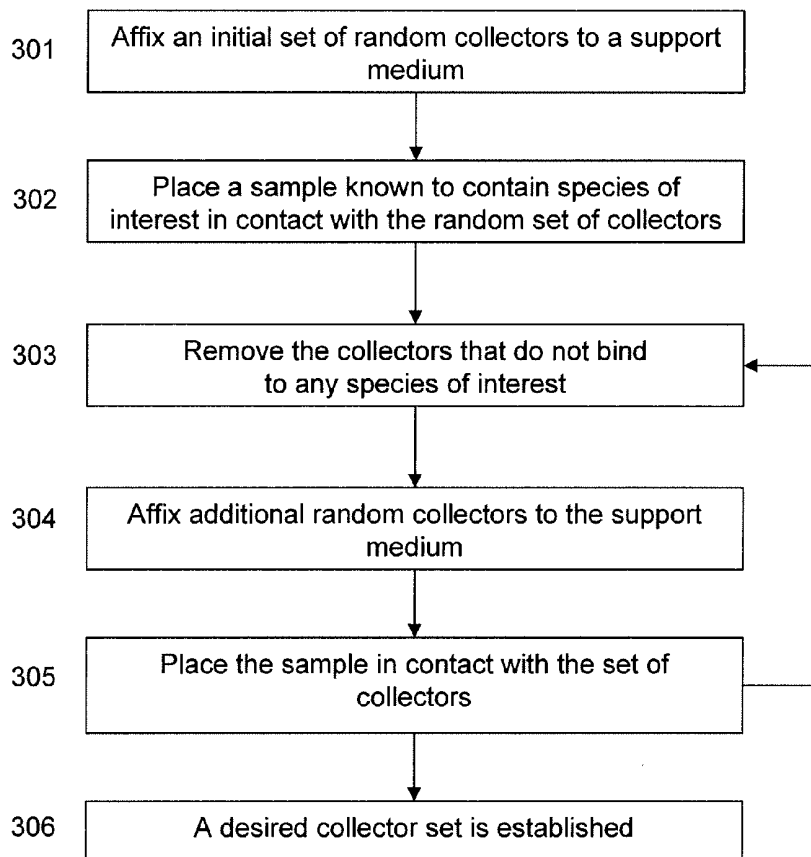 301
Affix an initial set of random collectors to a support
medium
302
Place a sample known to contain species of
interest in contact with the random set of collectors
303
Remove the collectors that do not bind
to any species of interest
304
Affix additional random collectors to the support
medium
305
Place the sample in contact with the set of
collectors
306
A desired collector set is established